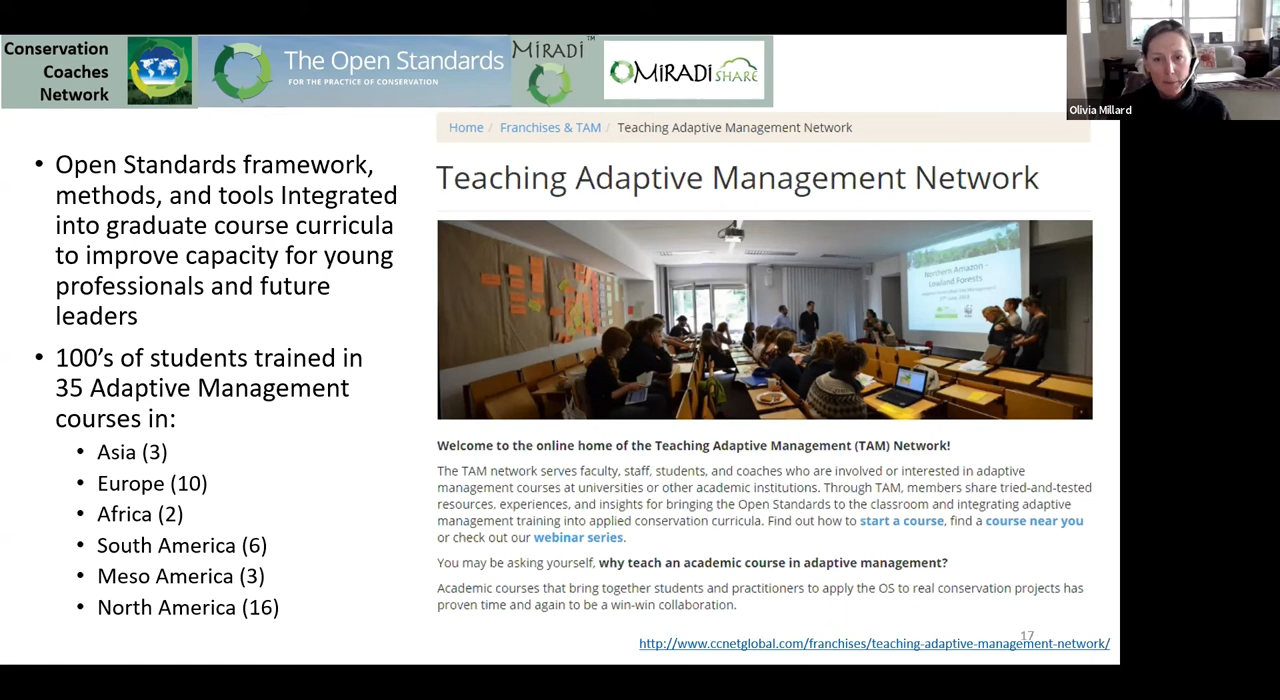 Conservation
Coaches
Network
The Open Standards
FOR THE PRACTICE OF CONSERVATION
MiRADi™
MiRADi SHARE
Olivia Millard
• Open Standards framework,
methods, and tools Integrated
into graduate course curricula
to improve capacity for young
professionals and future
leaders
• 100’s of students trained in
35 Adaptive Management
courses in:
• Asia (3)
• Europe (10)
• Africa (2)
• South America (6)
• Meso America (3)
• North America (16)
Home / Franchises & TAM / Teaching Adaptive Management Network
Teaching Adaptive Management Network
Northern Amazon -
Lowland Forests
Welcome to the online home of the Teaching Adaptive Management (TAM) Network!
The TAM network serves faculty, staff, students, and coaches who are involved or interested in adaptive
management courses at universities or other academic institutions. Through TAM, members share tried-and-tested
resources, experiences, and insights for bringing the Open Standards to the classroom and integrating adaptive
management training into applied conservation curricula. Find out how to start a course, find a course near you
or check out our webinar series.
You may be asking yourself, why teach an academic course in adaptive management?
Academic courses that bring together students and practitioners to apply the OS to real conservation projects has
proven time and again to be a win-win collaboration.
17
http://www.ccnetglobal.com/franchises/teaching-adaptive-management-network/